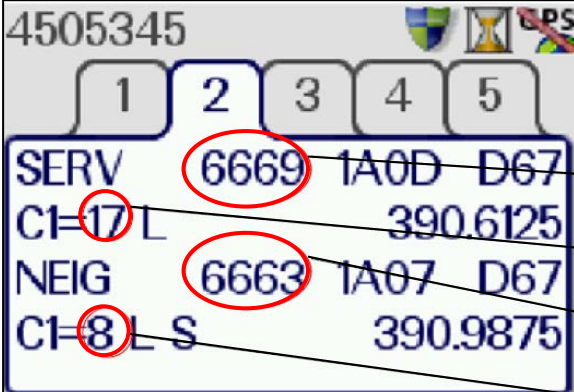 4505345 GPS
1 2 3 4 5
SERV 6669 1A0D D67
C1=17 L 390.6125
NEIG 6663 1A07 D67
C1=8 L S 390.9875